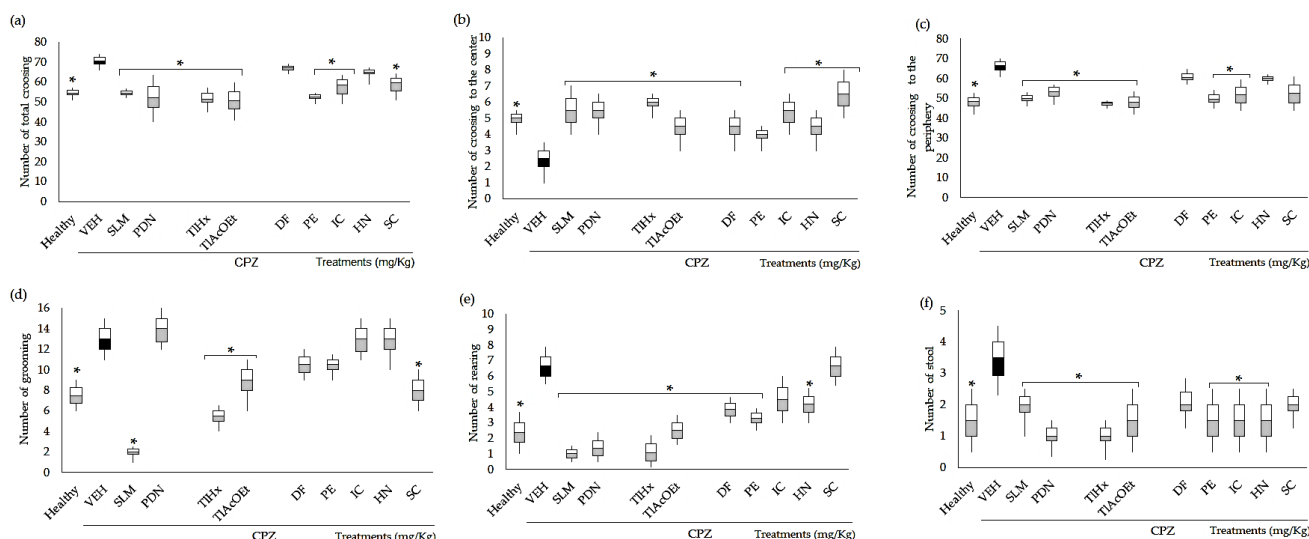 (a)
Number of total croosing
80
70
60
50
40
30
20
10
0
*
*
*
*
Healthy
VEH
SLM
PDN
TlHx
TlAcOEt
DF
PE
IC
HN
SC
CPZ
Treatments (mg/Kg)
(b)
Number of croosing to the center
10
9
8
7
6
5
4
3
2
1
0
*
*
*
Healthy
VEH
SLM
PDN
TlHx
TlAcOEt
DF
PE
IC
HN
SC
CPZ
Treatments (mg/Kg)
(c)
Number of croosing to the
periphery
80
70
60
50
40
30
20
10
0
*
*
*
Healthy
VEH
SLM
PDN
TlHx
TlAcOEt
DF
PE
IC
HN
SC
CPZ
Treatments (mg/Kg)
(d)
Number of grooming
16
14
12
10
8
6
4
2
0
*
*
*
*
Healthy
VEH
SLM
PDN
TlHx
TlAcOEt
DF
PE
IC
HN
SC
CPZ
Treatments (mg/Kg)
(e)
Number of rearing
10
9
8
7
6
5
4
3
2
1
0
*
*
*
Healthy
VEH
SLM
PDN
TlHx
TlAcOEt
DF
PE
IC
HN
SC
CPZ
Treatments (mg/Kg)
(f)
Number of stool
5
4
3
2
1
0
*
*
*
Healthy
VEH
SLM
PDN
TlHx
TlAcOEt
DF
PE
IC
HN
SC
CPZ
Treatments (mg/Kg)